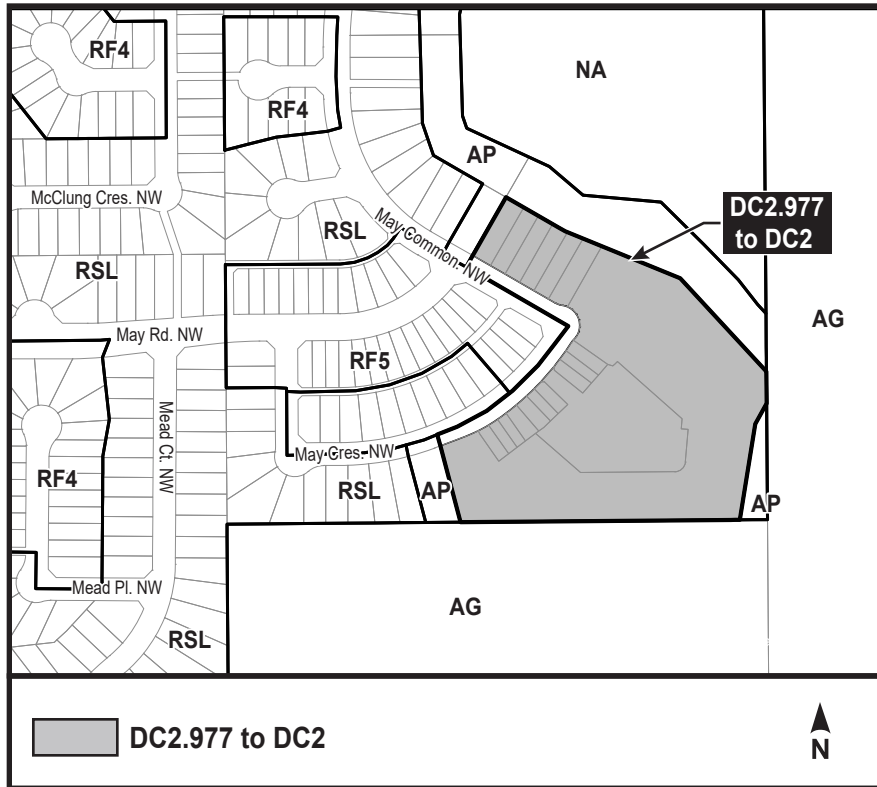 RF4
NA
RF4
AP
McClung Cres. NW
DC2.977
to DC2
May Common. NW
RSL
RSL
AG
May Rd. NW
RF5
Mead Ct. NW
May Cres. NW
RF4
RSL
AP
AP
Mead Pl. NW
AG
RSL
DC2.977 to DC2
N